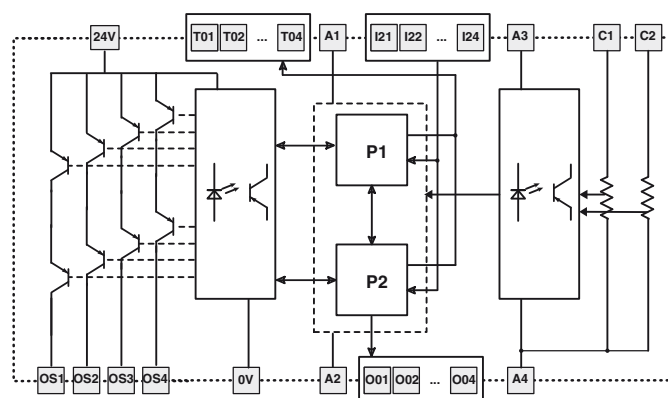 24V T01 T02 ... T04 A1 I21 I22 ... I24 A3 C1 C2
P1
P2
OS1 OS2 OS3 OS4 0V A2 O01 O02 ... O04 A4